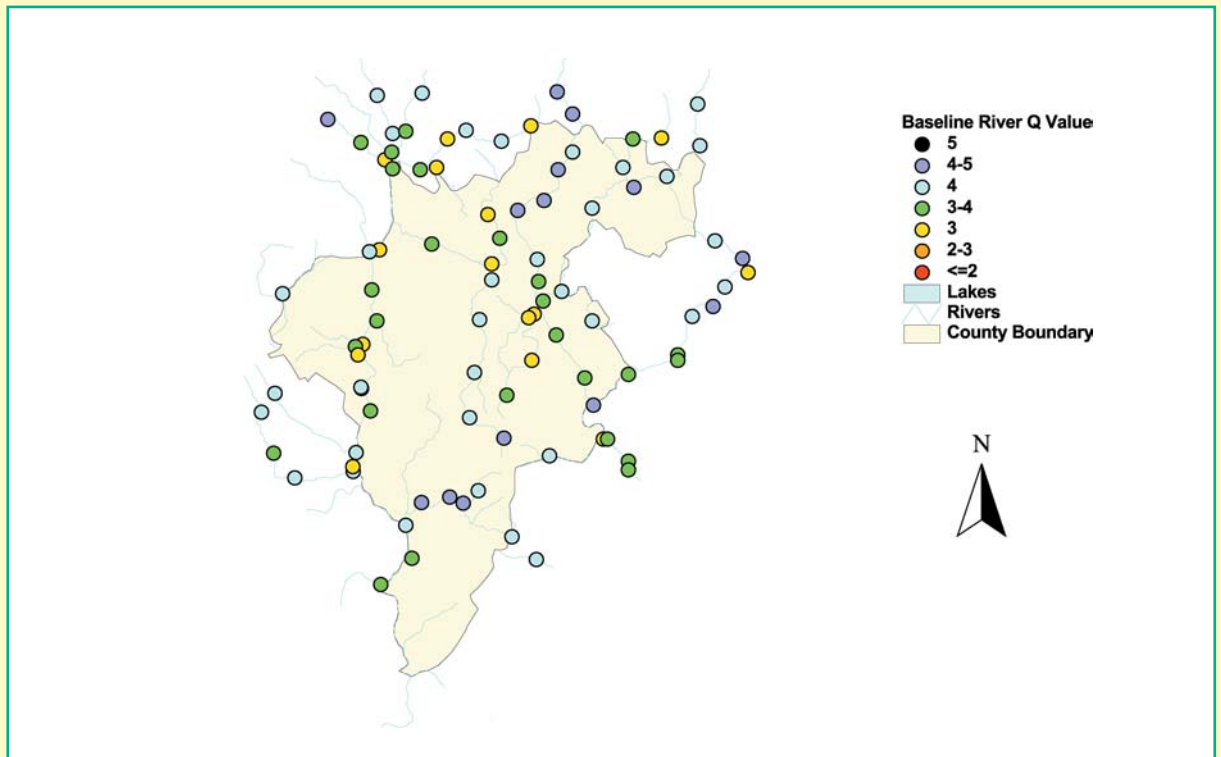 Baseline River Q Value
5
4-5
4
3-4
3
2-3
<=2
Lakes
Rivers
County Boundary
N